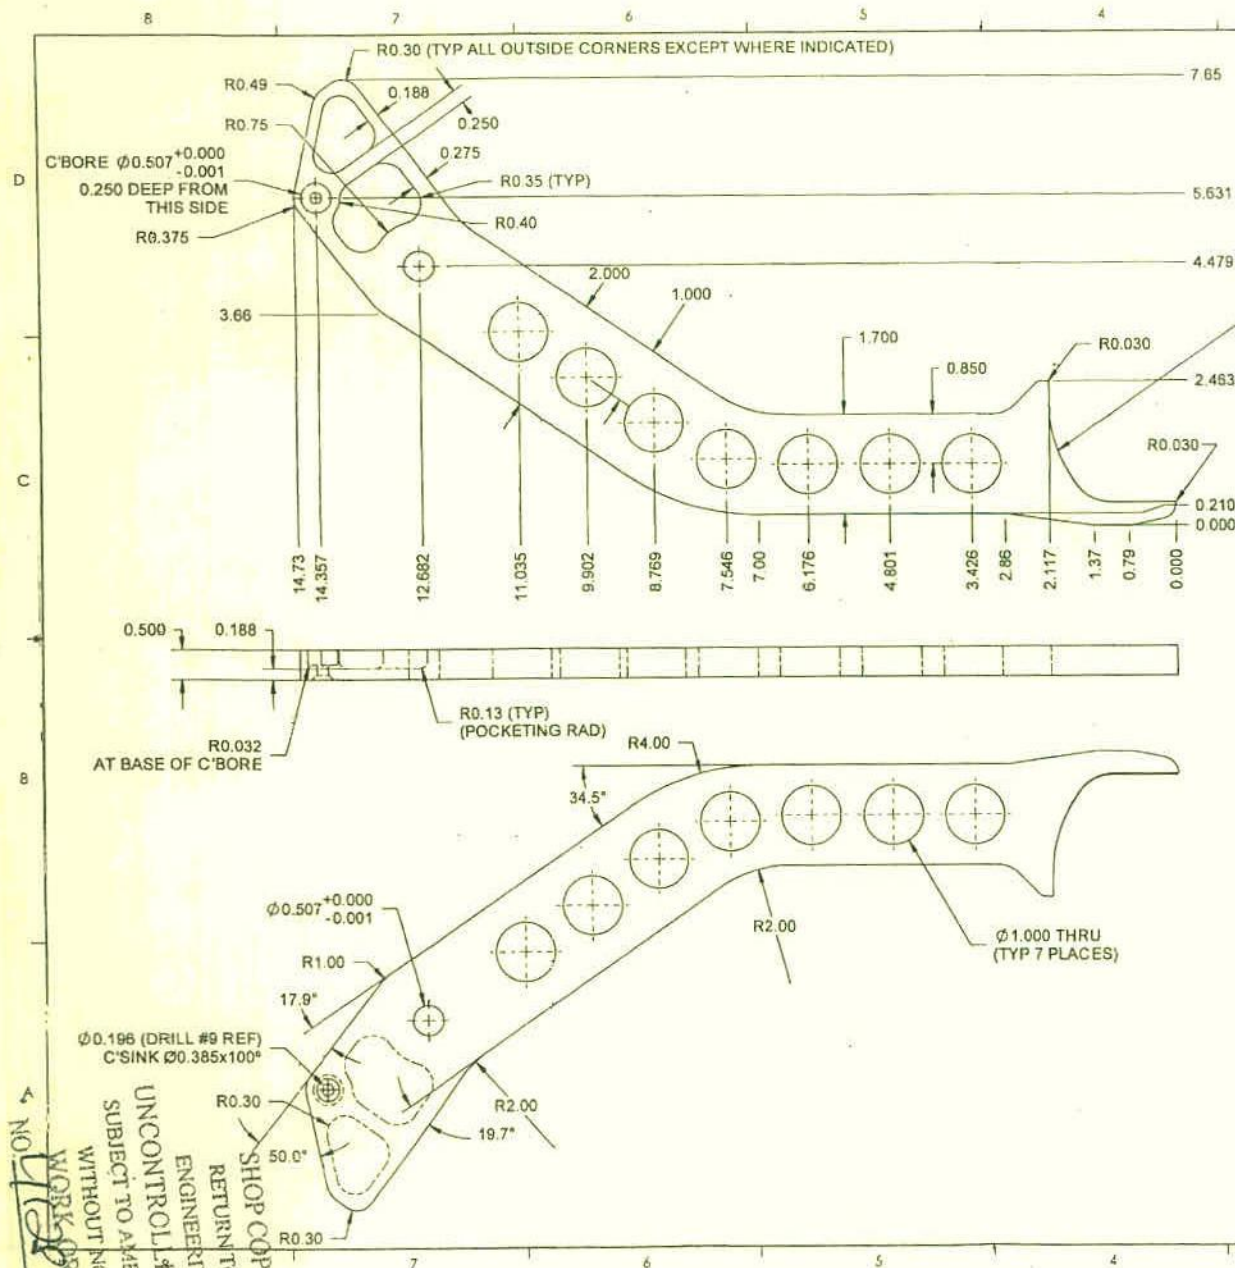 8 7 6 5 4
R0.30 (TYP ALL OUTSIDE CORNERS EXCEPT WHERE INDICATED)
7.65
R0.49
0.188
R0.75
0.250
C'BORE Ø0.507 +0.000
-0.001
0.250 DEEP FROM
THIS SIDE
0.275
D
R0.35 (TYP)
5.631
R0.40
R0.375
4.479
2.000
1.000
3.66
1.700
R0.030
0.850
2.463
R0.030
C
0.210
0.000
14.73
14.357
12.682
11.035
9.902
8.769
7.546
7.00
6.176
4.801
3.426
2.86
2.117
1.37
0.79
0.000
0.500
0.188
R0.13 (TYP)
(POCKETING RAD)
R0.032
AT BASE OF C'BORE
R4.00
B
34.5°
Ø0.507 +0.000
-0.001
R2.00
Ø1.000 THRU
(TYP 7 PLACES)
R1.00
17.9°
Ø0.196 (DRILL #9 REF)
C'SINK Ø0.385x100°
A
R0.30
R2.00
19.7°
50.0°
R0.30
SHOP COP
RETURN T
ENGINEERI
UNCONTROLL
SUBJECT TO AME
WITHOUT N
WORK OR
NO
7 6 5 4